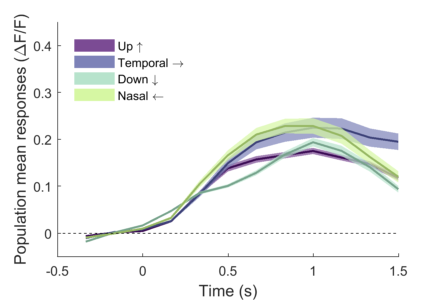 Population mean responses (ΔF/F)
0.4
0.3
0.2
0.1
0
Up ↑
Temporal →
Down ↓
Nasal ←
-0.5
0
0.5
1
1.5
Time (s)